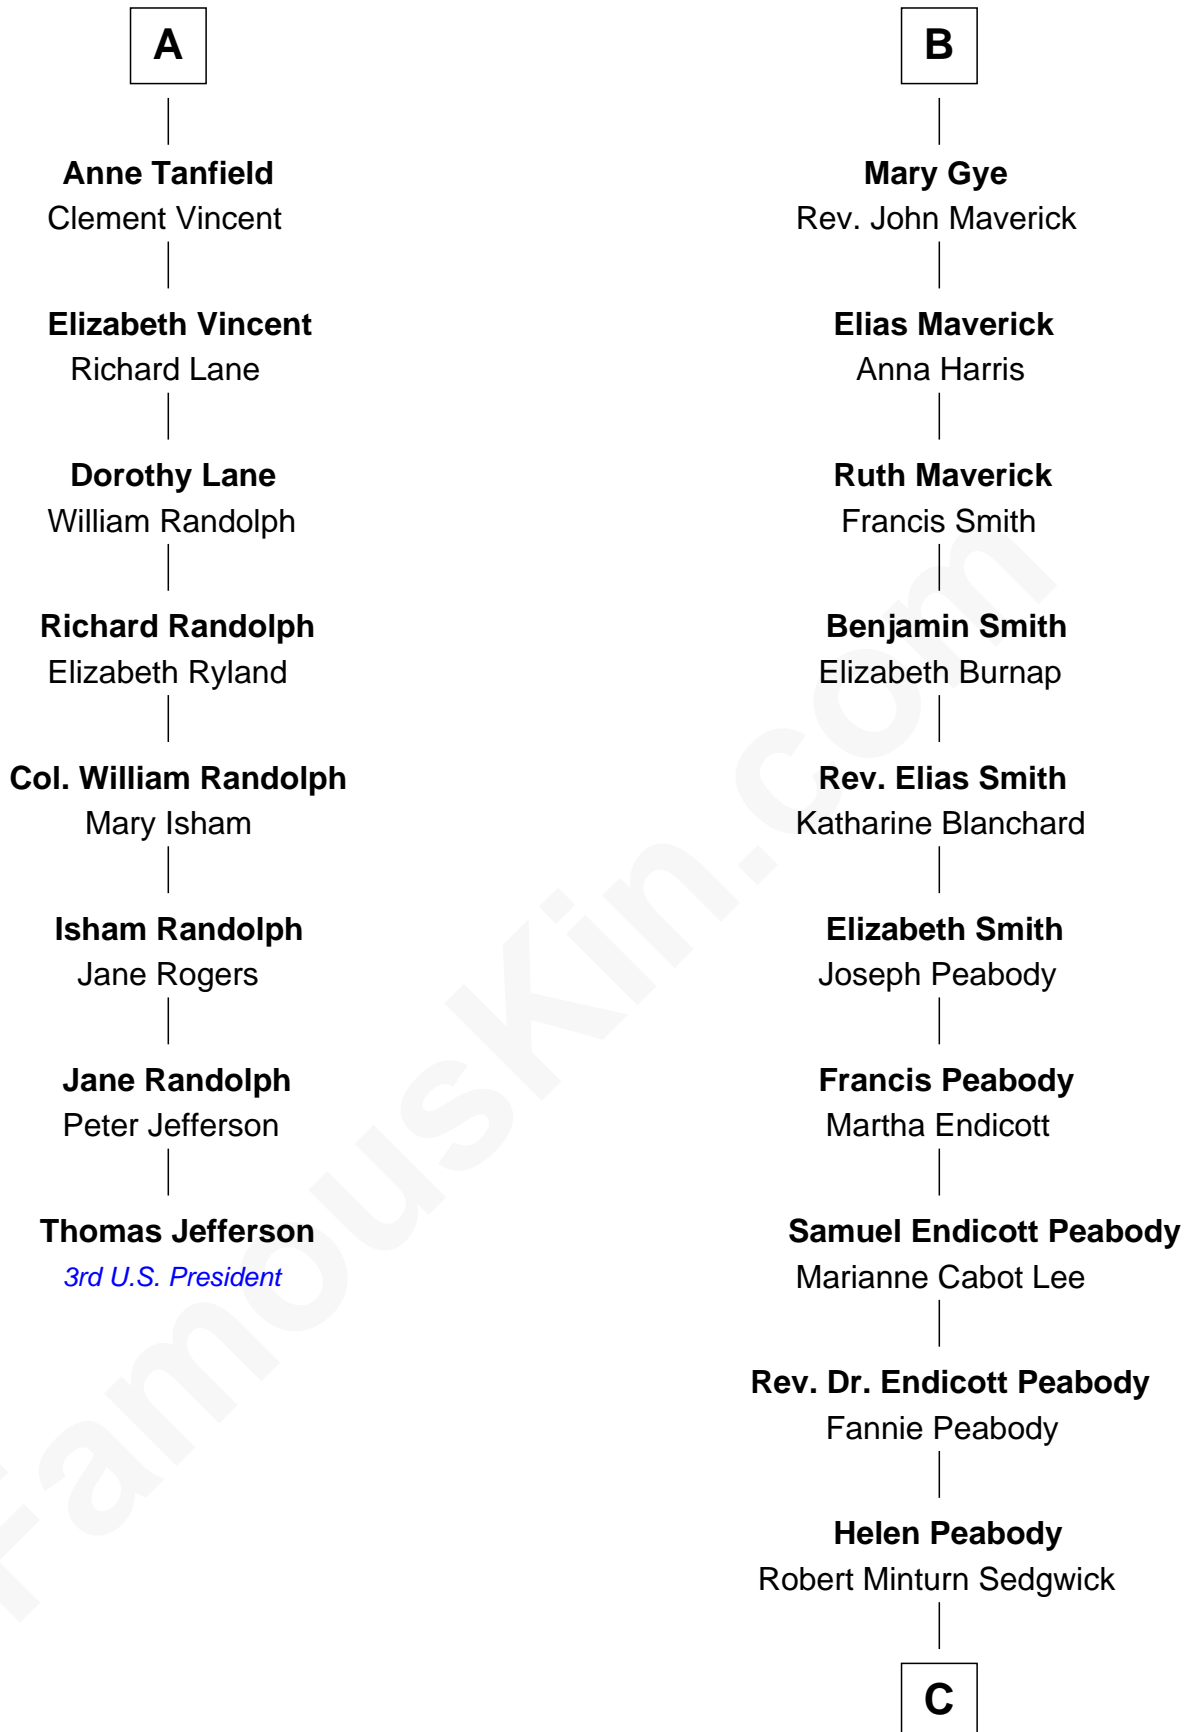 A
Anne Tanfield
Clement Vincent
Elizabeth Vincent
Richard Lane
Dorothy Lane
William Randolph
Richard Randolph
Elizabeth Ryland
Col. William Randolph
Mary Isham
Isham Randolph
Jane Rogers
Jane Randolph
Peter Jefferson
Thomas Jefferson
3rd U.S. President
B
Mary Gye
Rev. John Maverick
Elias Maverick
Anna Harris
Ruth Maverick
Francis Smith
Benjamin Smith
Elizabeth Burnap
Rev. Elias Smith
Katharine Blanchard
Elizabeth Smith
Joseph Peabody
Francis Peabody
Martha Endicott
Samuel Endicott Peabody
Marianne Cabot Lee
Rev. Dr. Endicott Peabody
Fannie Peabody
Helen Peabody
Robert Minturn Sedgwick
C
FamousKin.com